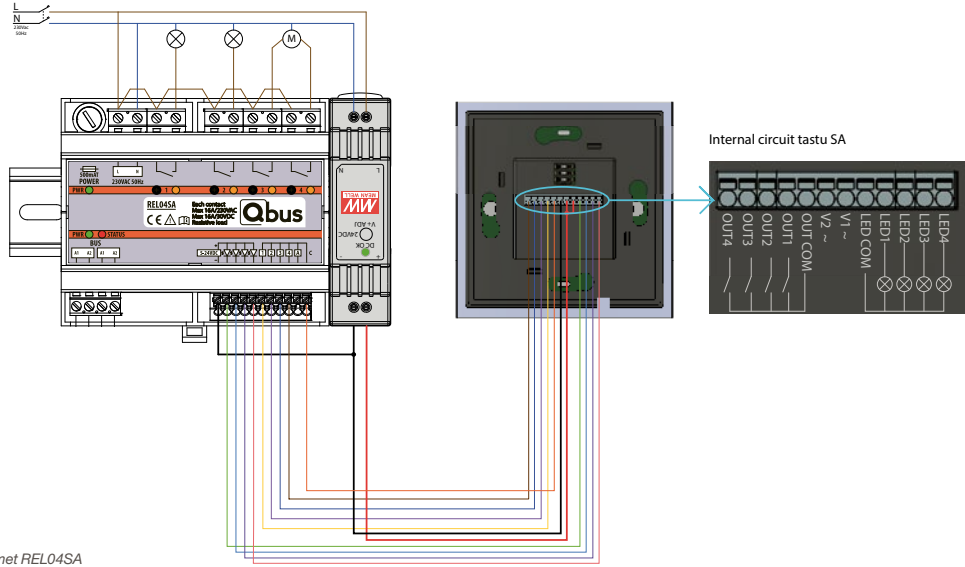 L
N
230Vac
50Hz
M
Internal circuit tastu SA
500mAT
POWER
L N
230VAC 50Hz
PWR
1
2
3
4
REL04SA
Each contact
Max 16A/230VAC
Max 16A/30VDC
Resistive load
CE
Qbus
PWR
STATUS
BUS
A1 A2 A1 A2
5-24VDC
1 2 3 4 5 C
N L
MW
MEAN WELL
V+ ADJ
24VDC
DC OK
- +
OUT4
OUT3
OUT2
OUT1
OUT COM
V2 ~
V1 ~
LED COM
LED1
LED2
LED3
LED4
net REL04SA